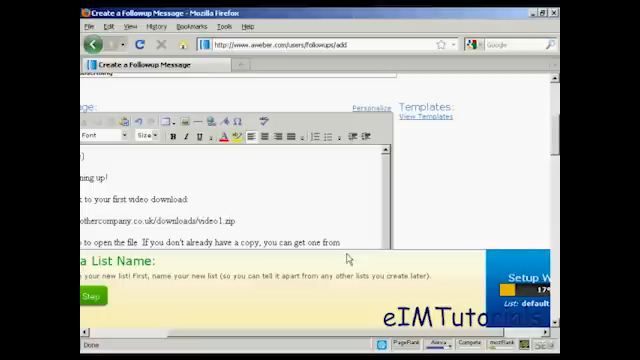 Create a Followup Message - Mozilla Firefox
File Edit View History Bookmarks Tools Help
http://www.aweber.com/users/followups/add
Google
Create a Followup Message
age: Personalize Templates:
View Templates
Font Size
B I U
ning up!
k to your first video download:
othercompany.co.uk/downloads/video1.zip
to open the file If you don't already have a copy, you can get one from
a List Name:
your new list! First, name your new list (so you can tell it apart from any other lists you create later).
Step
Setup W
17%
List: default
eIMTutorials
Done PageRank Alexa Compete mozRank